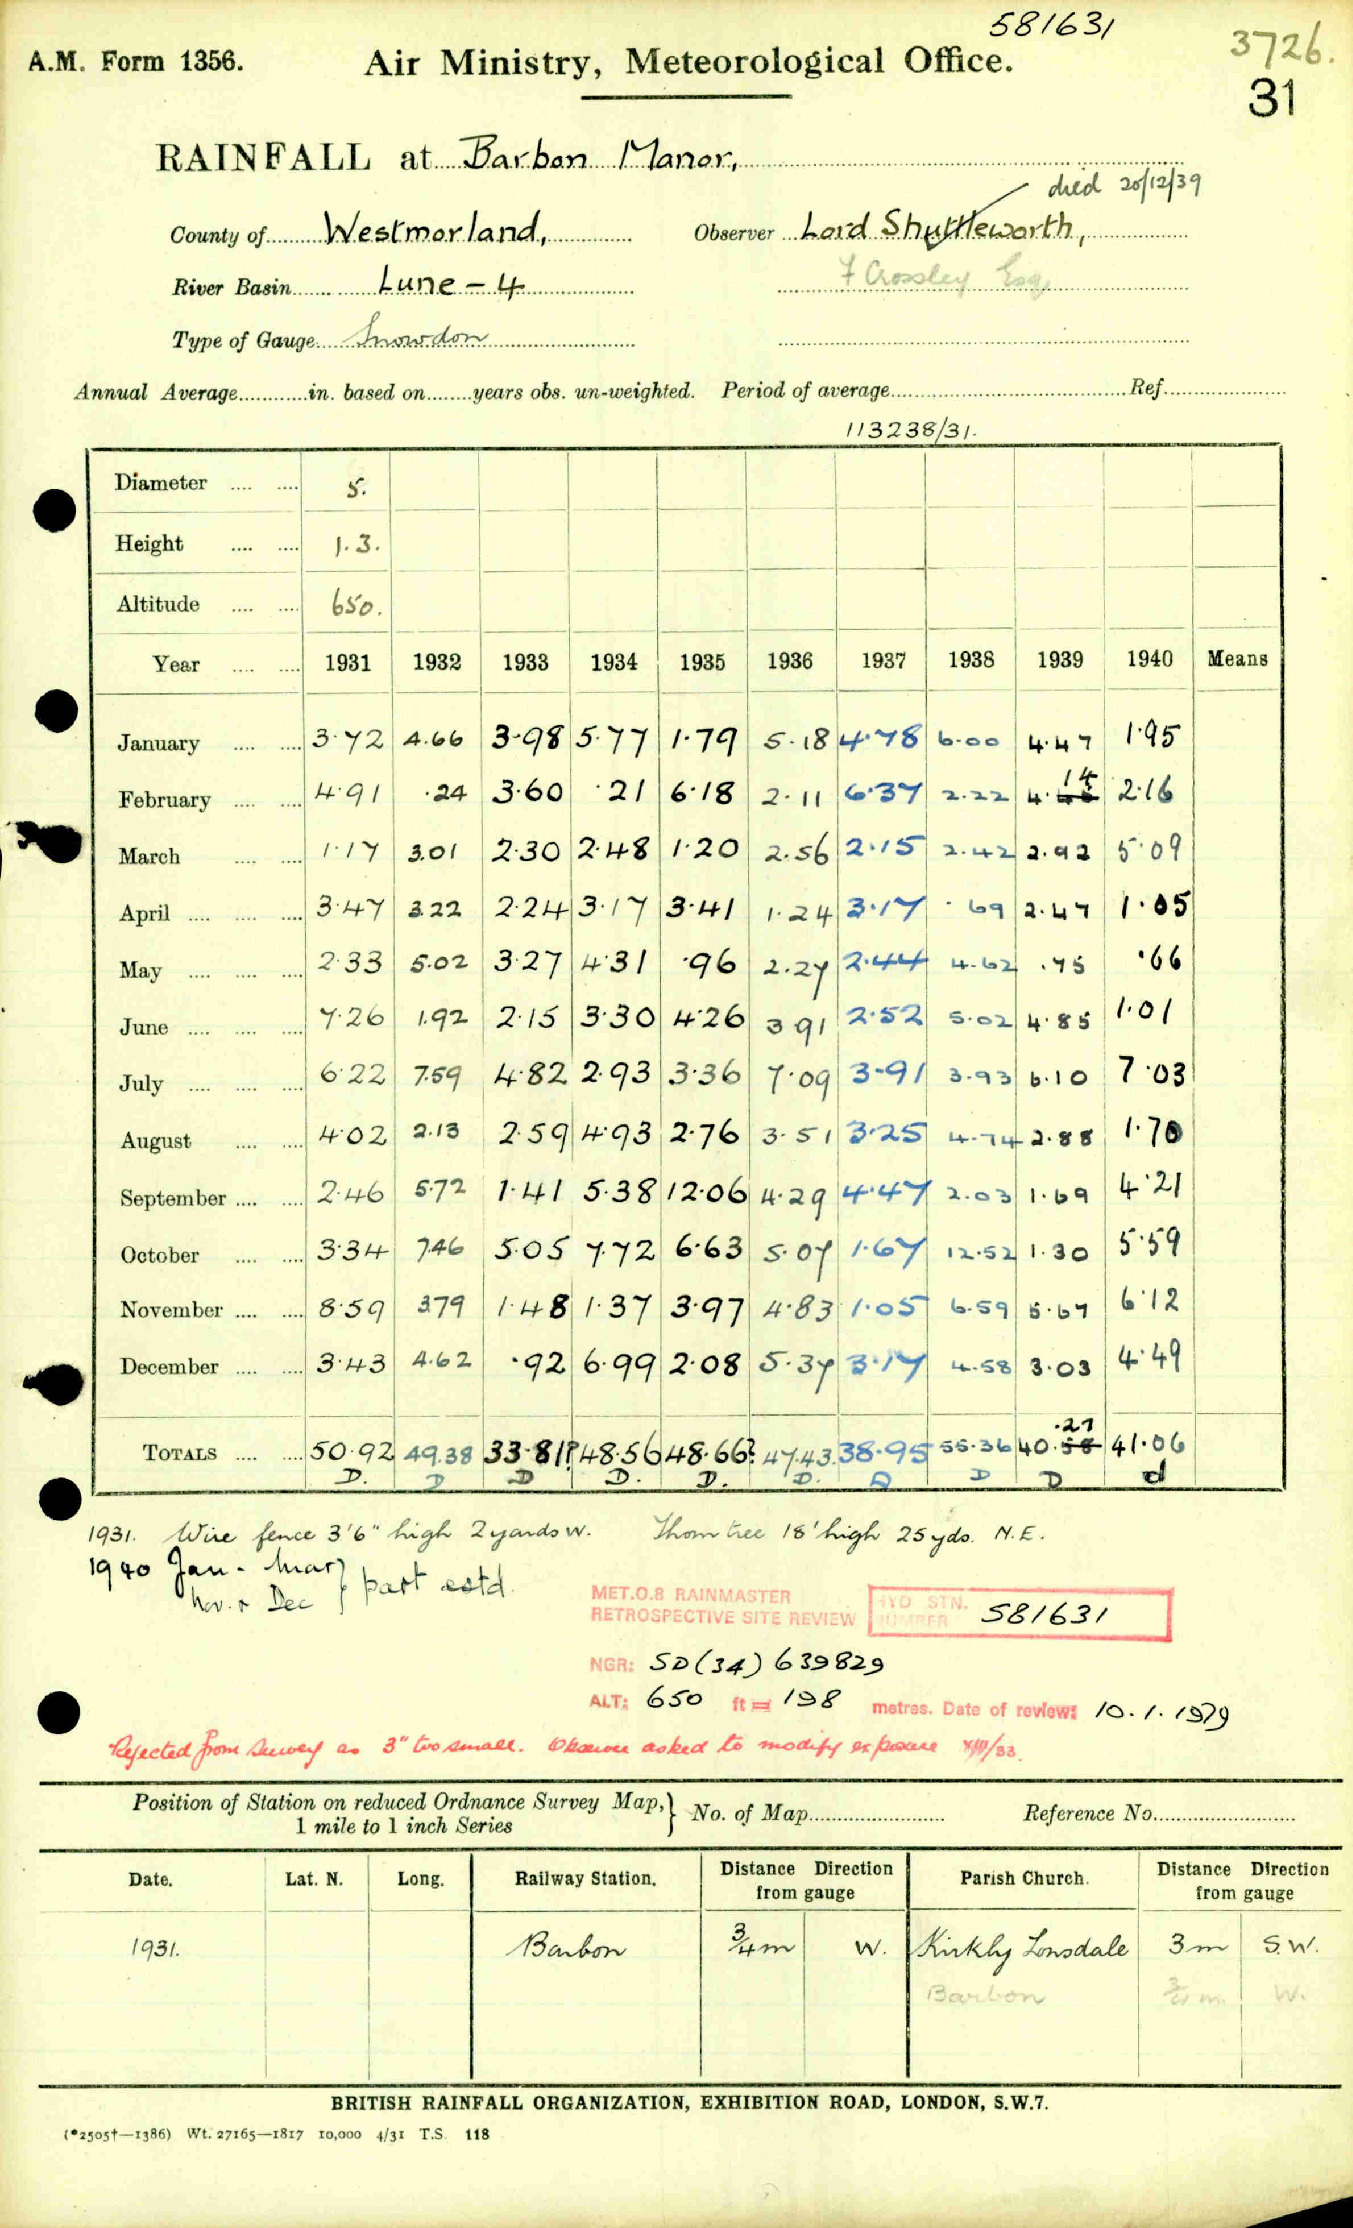 581631
3726.
A.M. Form 1356. Air Ministry, Meteorological Office.
31
RAINFALL at Barbon Manor,
died 20/12/39
County of Westmorland, Observer Lord Shuttleworth,
River Basin Lune - 4 F Crossley Esq
Type of Gauge Snowdon
Annual Average in. based on years obs. un-weighted. Period of average Ref.
113238/31.
Diameter 5.
Height 1.3.
Altitude 650.
Year 1931 1932 1933 1934 1935 1936 1937 1938 1939 1940 Means
January 3.72 4.66 3.98 5.77 1.79 5.18 4.78 6.00 4.47 1.95
14
February 4.91 .24 3.60 .21 6.18 2.11 6.37 2.22 4. 2.16
March 1.17 3.01 2.30 2.48 1.20 2.56 2.15 2.42 2.92 5.09
April 3.47 3.22 2.24 3.17 3.41 1.24 3.17 .69 2.47 1.05
May 2.33 5.02 3.27 4.31 .96 2.27 2.44 4.62 .75 .66
June 7.26 1.92 2.15 3.30 4.26 3.91 2.52 5.02 4.85 1.01
July 6.22 7.59 4.82 2.93 3.36 7.09 3.91 3.93 6.10 7.03
August 4.02 2.13 2.59 4.93 2.76 3.51 3.25 4.74 2.88 1.70
September 2.46 5.72 1.41 5.38 12.06 4.29 4.47 2.03 1.69 4.21
October 3.34 7.46 5.05 7.72 6.63 5.07 1.67 12.52 1.30 5.59
November 8.59 3.79 1.48 1.37 3.97 4.83 1.05 6.59 5.67 6.12
December 3.43 4.62 .92 6.99 2.08 5.37 3.17 4.58 3.03 4.49
.27
TOTALS 50.92 49.38 33.81? 48.56 48.66? 47.43 38.95 55.36 40.58 41.06
D. D D D. D. D. D D D d
1931. Wire fence 3'6" high 2 yards W. Thorn tree 18' high 25 yds. N.E.
1940 Jan - Mar }
Nov. & Dec } part estd.
MET.O.8 RAINMASTER
RETROSPECTIVE SITE REVIEW HYD STN. NUMBER 581631
NGR: SD(34) 639829
ALT: 650 ft = 198 metres. Date of review: 10.1.1979
Rejected from Survey as 3" too small. Observer asked to modify exposure
Position of Station on reduced Ordnance Survey Map, } No. of Map Reference No.
1 mile to 1 inch Series
Date. Lat. N. Long. Railway Station. Distance Direction from gauge Parish Church. Distance Direction from gauge
1931. Barbon 3/4 m W. Kirkby Lonsdale 3 m S.W.
Barbon 3/4 m. W.
BRITISH RAINFALL ORGANIZATION, EXHIBITION ROAD, LONDON, S.W.7.
(*2505†—1386) Wt. 27165—1817 10,000 4/31 T.S. 118